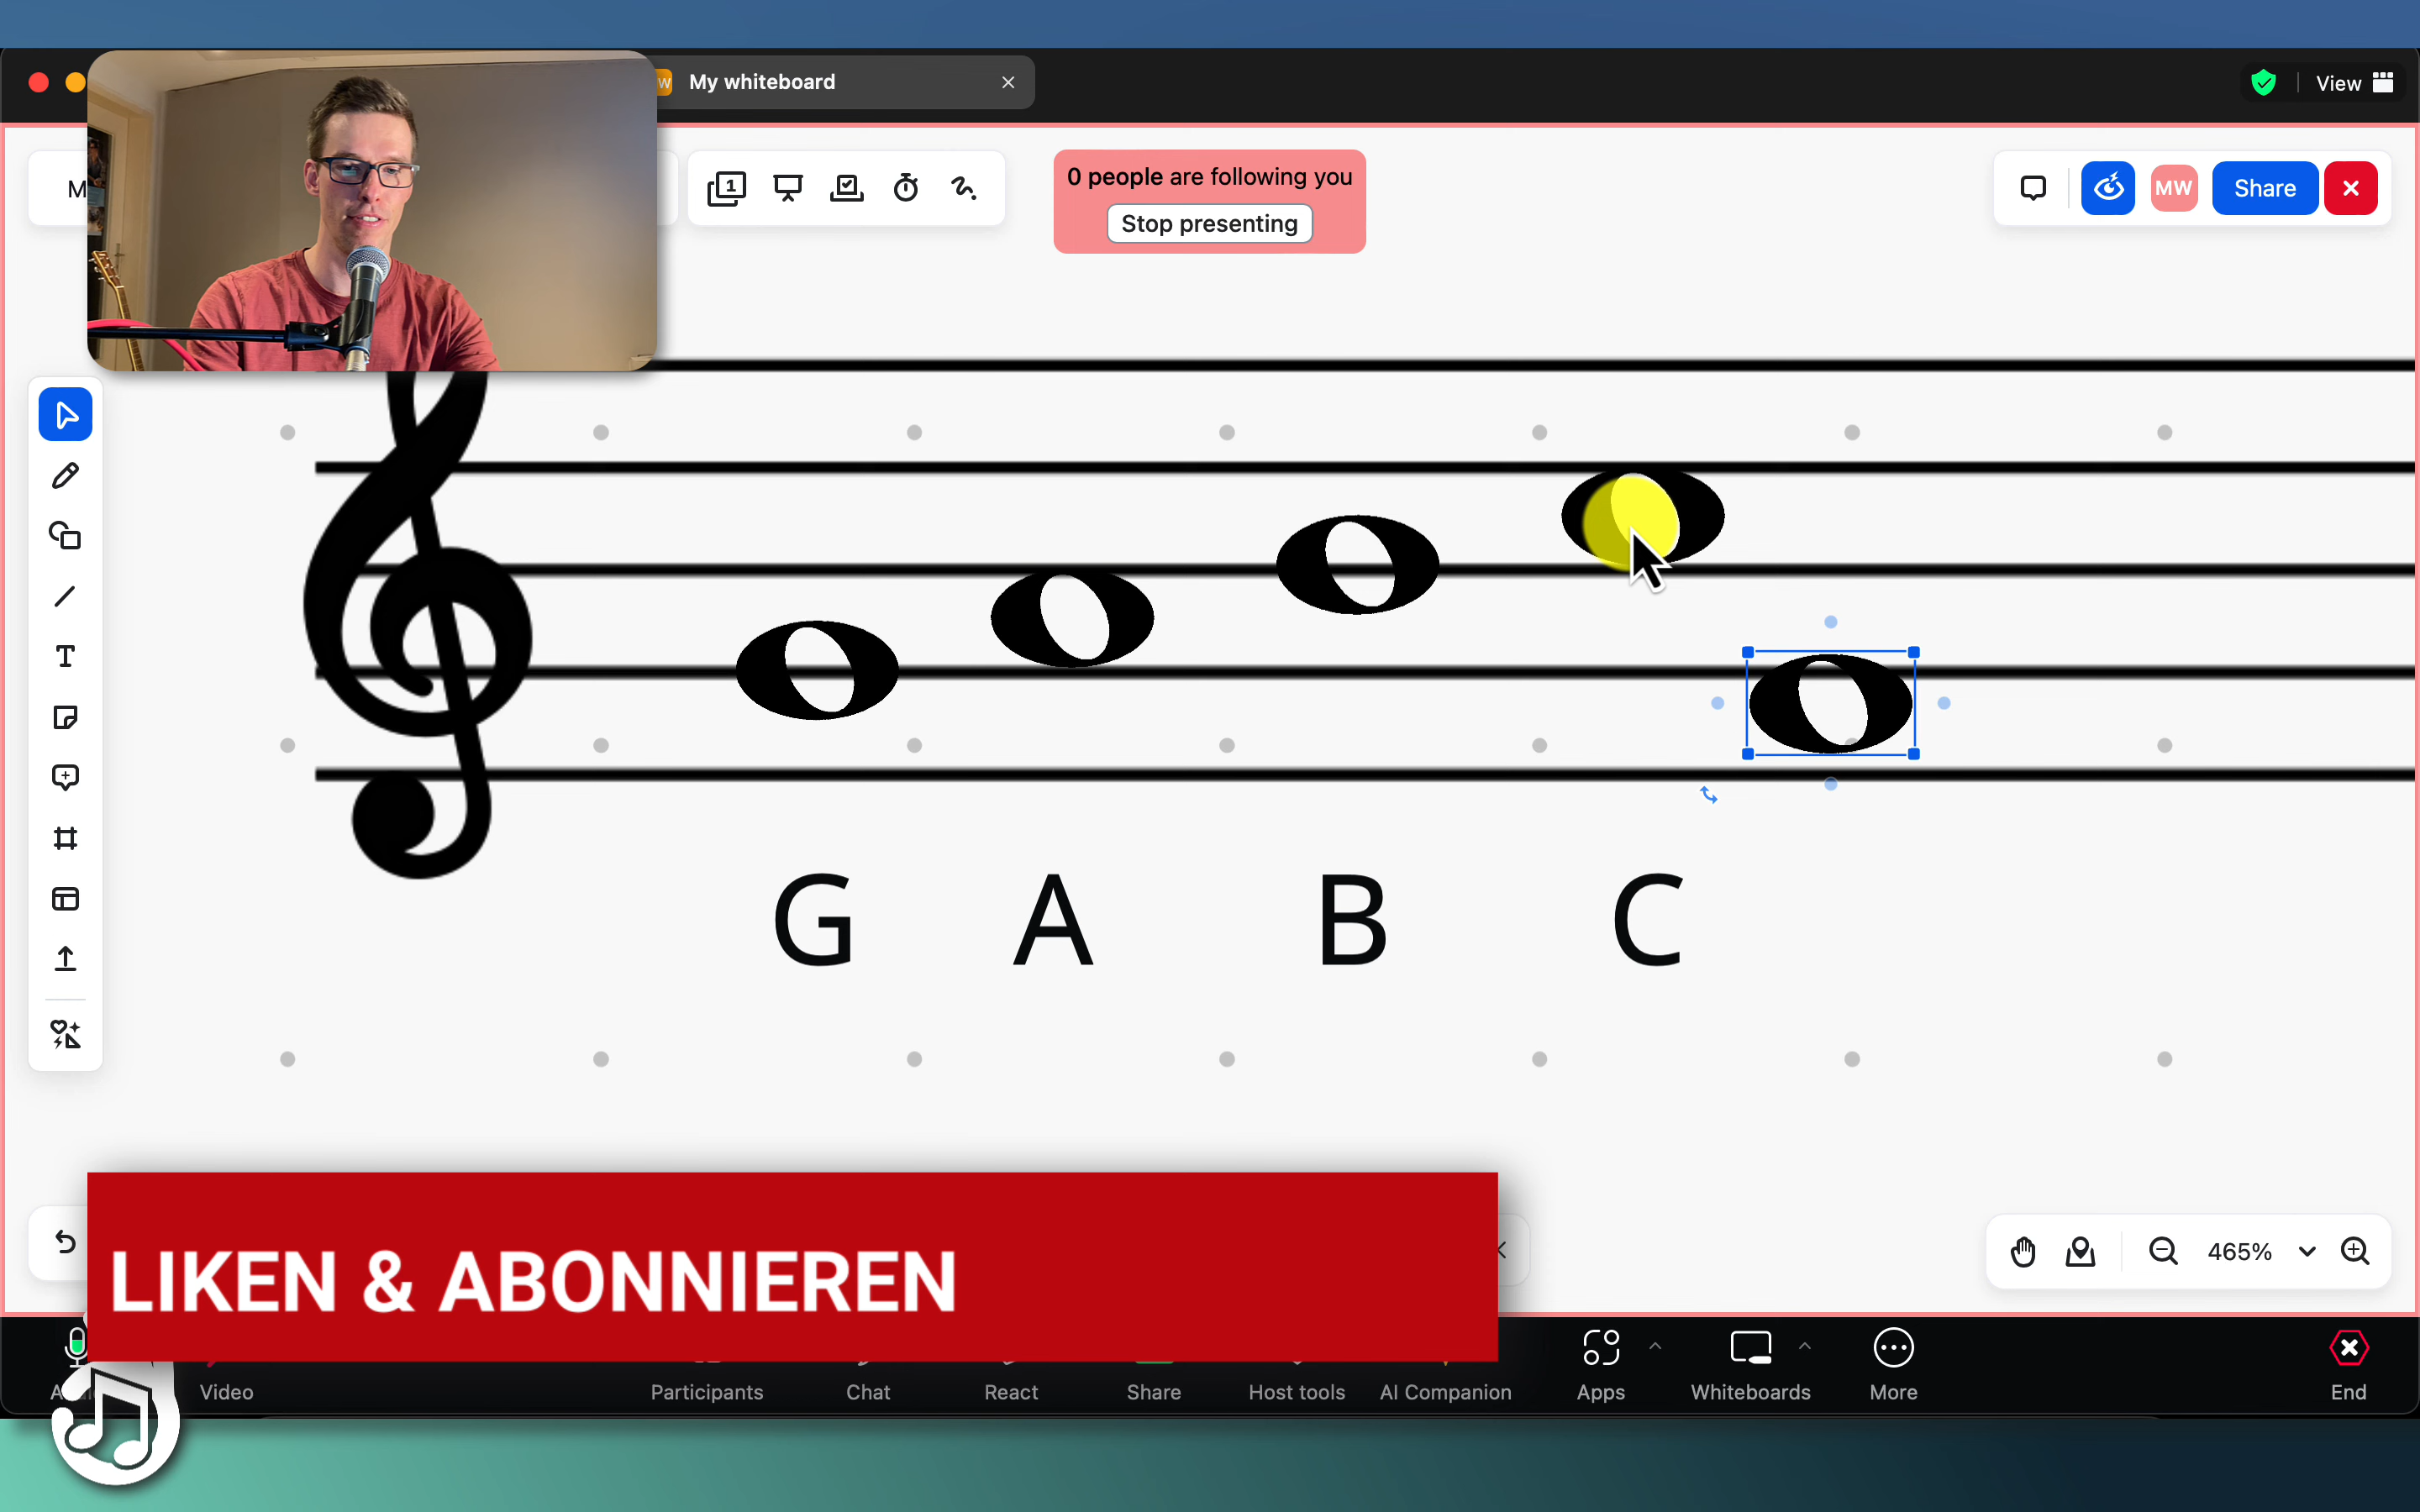 My whiteboard
View
M
1
0 people are following you
Stop presenting
MW
Share
G A B C
LIKEN & ABONNIEREN
465%
Video
Participants
Chat
React
Share
Host tools
AI Companion
Apps
Whiteboards
More
End